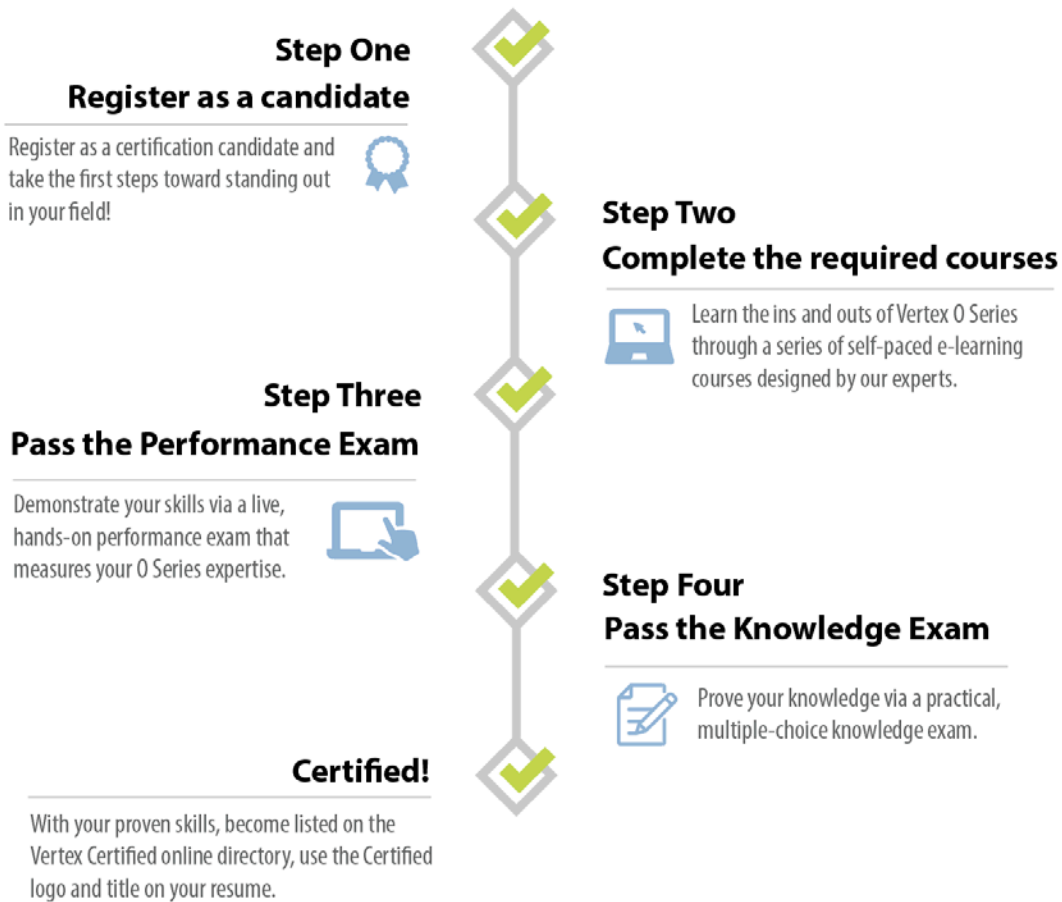 Step One
Register as a candidate
Register as a certification candidate and
take the first steps toward standing out
in your field!
Step Two
Complete the required courses
Learn the ins and outs of Vertex O Series
through a series of self-paced e-learning
courses designed by our experts.
Step Three
Pass the Performance Exam
Demonstrate your skills via a live,
hands-on performance exam that
measures your O Series expertise.
Step Four
Pass the Knowledge Exam
Prove your knowledge via a practical,
multiple-choice knowledge exam.
Certified!
With your proven skills, become listed on the
Vertex Certified online directory, use the Certified
logo and title on your resume.